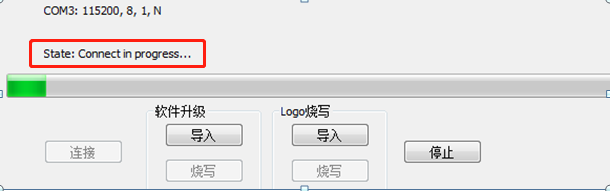 COM3: 115200, 8, 1, N
State: Connect in progress...
软件升级
Logo烧写
导入
导入
连接
停止
烧写
烧写